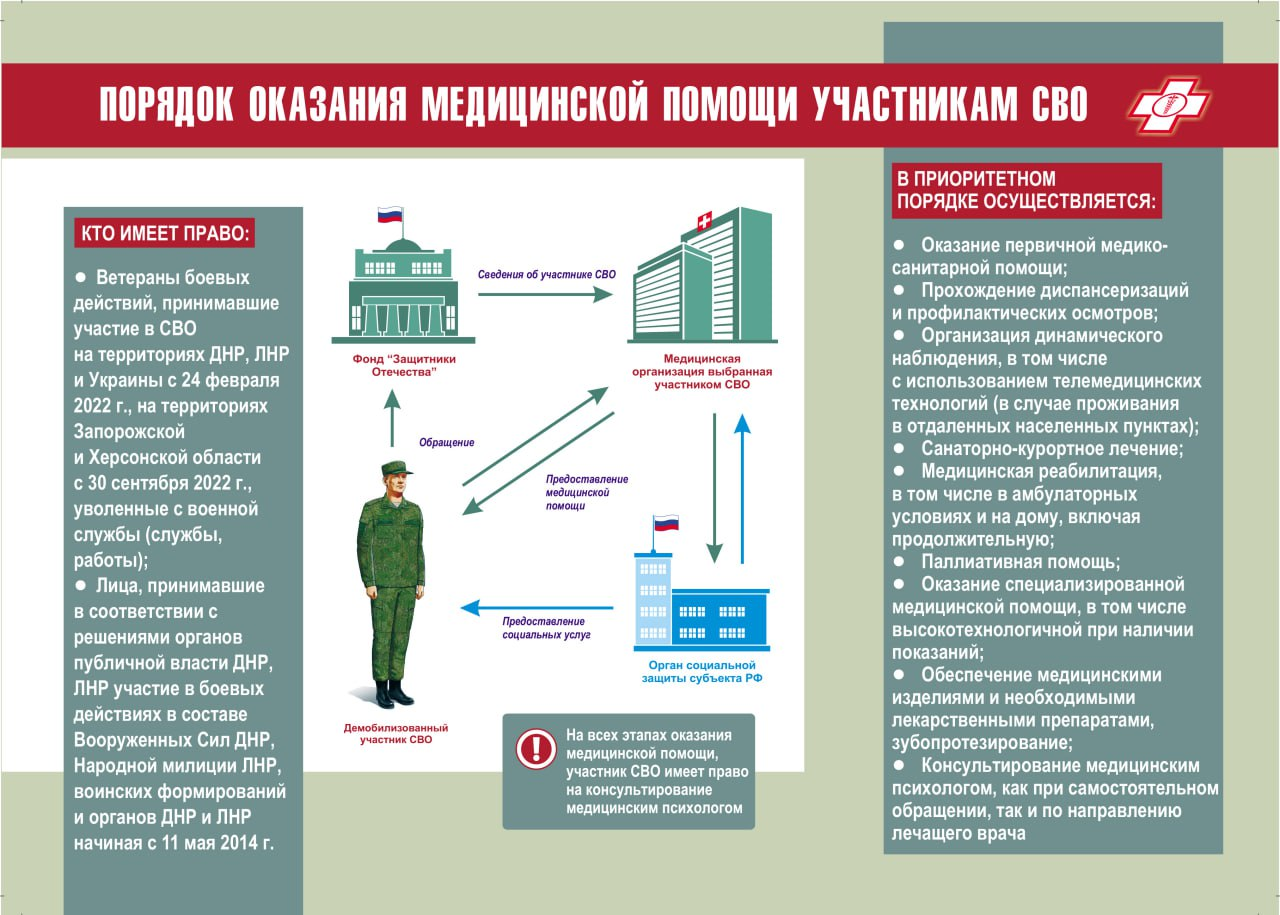 ПОРЯДОК ОКАЗАНИЯ МЕДИЦИНСКОЙ ПОМОЩИ УЧАСТНИКАМ СВО
КТО ИМЕЕТ ПРАВО:
● Ветераны боевых
действий, принимавшие
участие в СВО
на территориях ДНР, ЛНР
и Украины с 24 февраля
2022 г., на территориях
Запорожской
и Херсонской области
с 30 сентября 2022 г.,
уволенные с военной
службы (службы,
работы);
● Лица, принимавшие
в соответствии с
решениями органов
публичной власти ДНР,
ЛНР участие в боевых
действиях в составе
Вооруженных Сил ДНР,
Народной милиции ЛНР,
воинских формирований
и органов ДНР и ЛНР
начиная с 11 мая 2014 г.
Сведения об участнике СВО
Фонд “Защитники
Отечества”
Медицинская
организация выбранная
участником СВО
Обращение
Предоставление
медицинской
помощи
Предоставление
социальных услуг
Орган социальной
защиты субъекта РФ
Демобилизованный
участник СВО
На всех этапах оказания
медицинской помощи,
участник СВО имеет право
на консультирование
медицинским психологом
В ПРИОРИТЕТНОМ
ПОРЯДКЕ ОСУЩЕСТВЛЯЕТСЯ:
● Оказание первичной медико-
санитарной помощи;
● Прохождение диспансеризаций
и профилактических осмотров;
● Организация динамического
наблюдения, в том числе
с использованием телемедицинских
технологий (в случае проживания
в отдаленных населенных пунктах);
● Санаторно-курортное лечение;
● Медицинская реабилитация,
в том числе в амбулаторных
условиях и на дому, включая
продолжительную;
● Паллиативная помощь;
● Оказание специализированной
медицинской помощи, в том числе
высокотехнологичной при наличии
показаний;
● Обеспечение медицинскими
изделиями и необходимыми
лекарственными препаратами,
зубопротезирование;
● Консультирование медицинским
психологом, как при самостоятельном
обращении, так и по направлению
лечащего врача